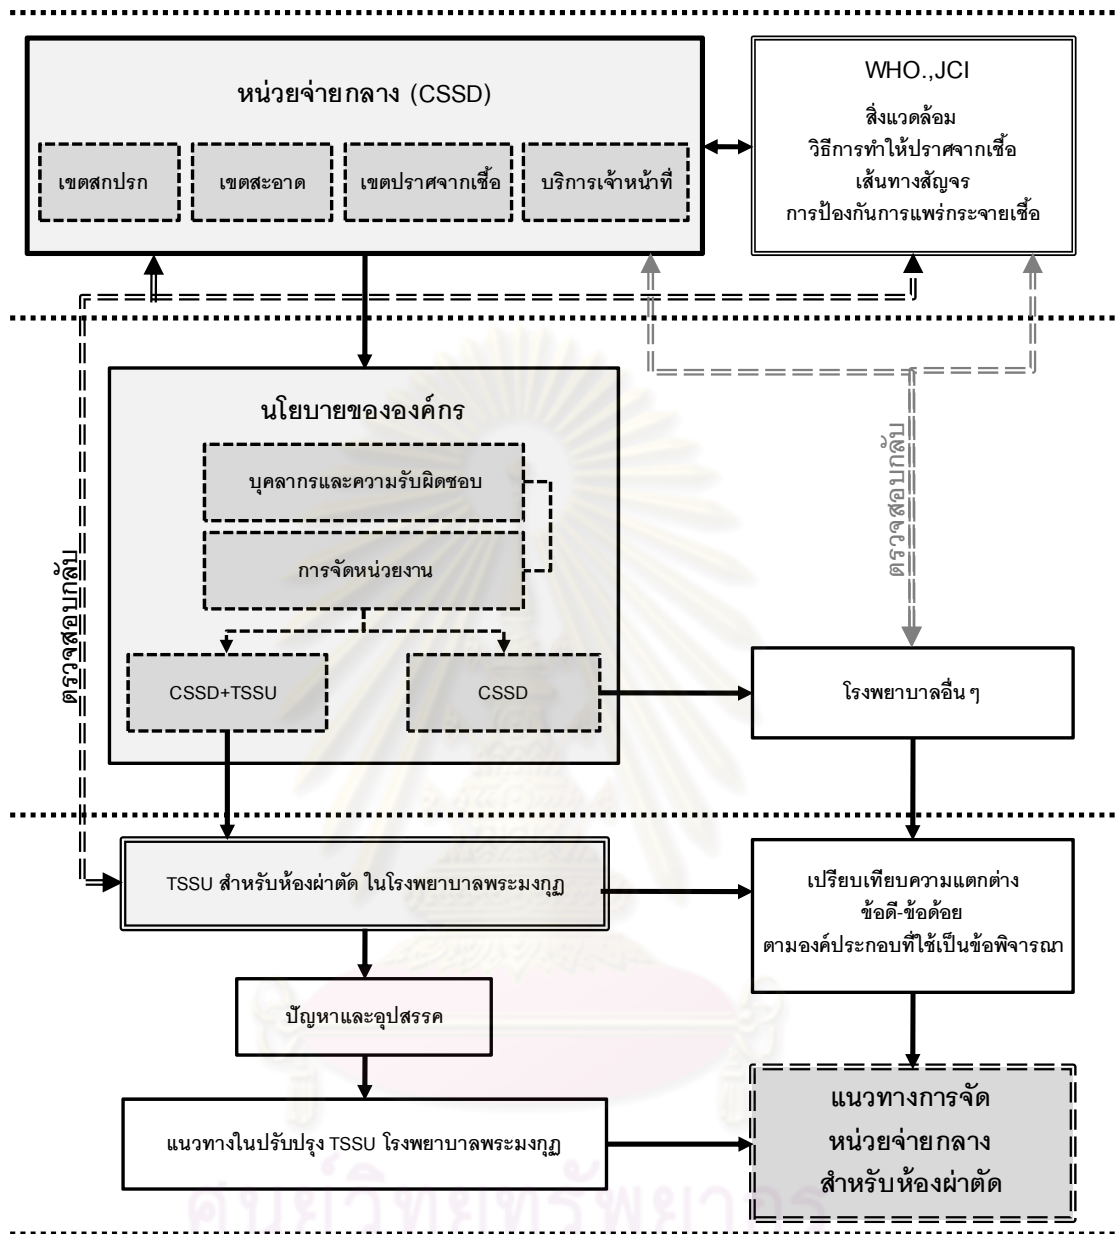 หน่วยจ่ายกลาง (CSSD)
เขตสกปรก
เขตสะอาด
เขตปราศจากเชื้อ
บริการเจ้าหน้าที่
WHO.,JCI
สิ่งแวดล้อม
วิธีการทำให้ปราศจากเชื้อ
เส้นทางสัญจร
การป้องกันการแพร่กระจายเชื้อ
นโยบายขององค์กร
บุคลากรและความรับผิดชอบ
การจัดหน่วยงาน
CSSD+TSSU
CSSD
ตรวจสอบกลับ
ตรวจสอบกลับ
โรงพยาบาลอื่น ๆ
TSSU สำหรับห้องผ่าตัด ในโรงพยาบาลพระมงกุฏ
เปรียบเทียบความแตกต่าง
ข้อดี-ข้อด้อย
ตามองค์ประกอบที่ใช้เป็นข้อพิจารณา
ปัญหาและอุปสรรค
แนวทางในปรับปรุง TSSU โรงพยาบาลพระมงกุฏ
แนวทางการจัด
หน่วยจ่ายกลาง
สำหรับห้องผ่าตัด
ศูนย์วิทยทรัพยากร